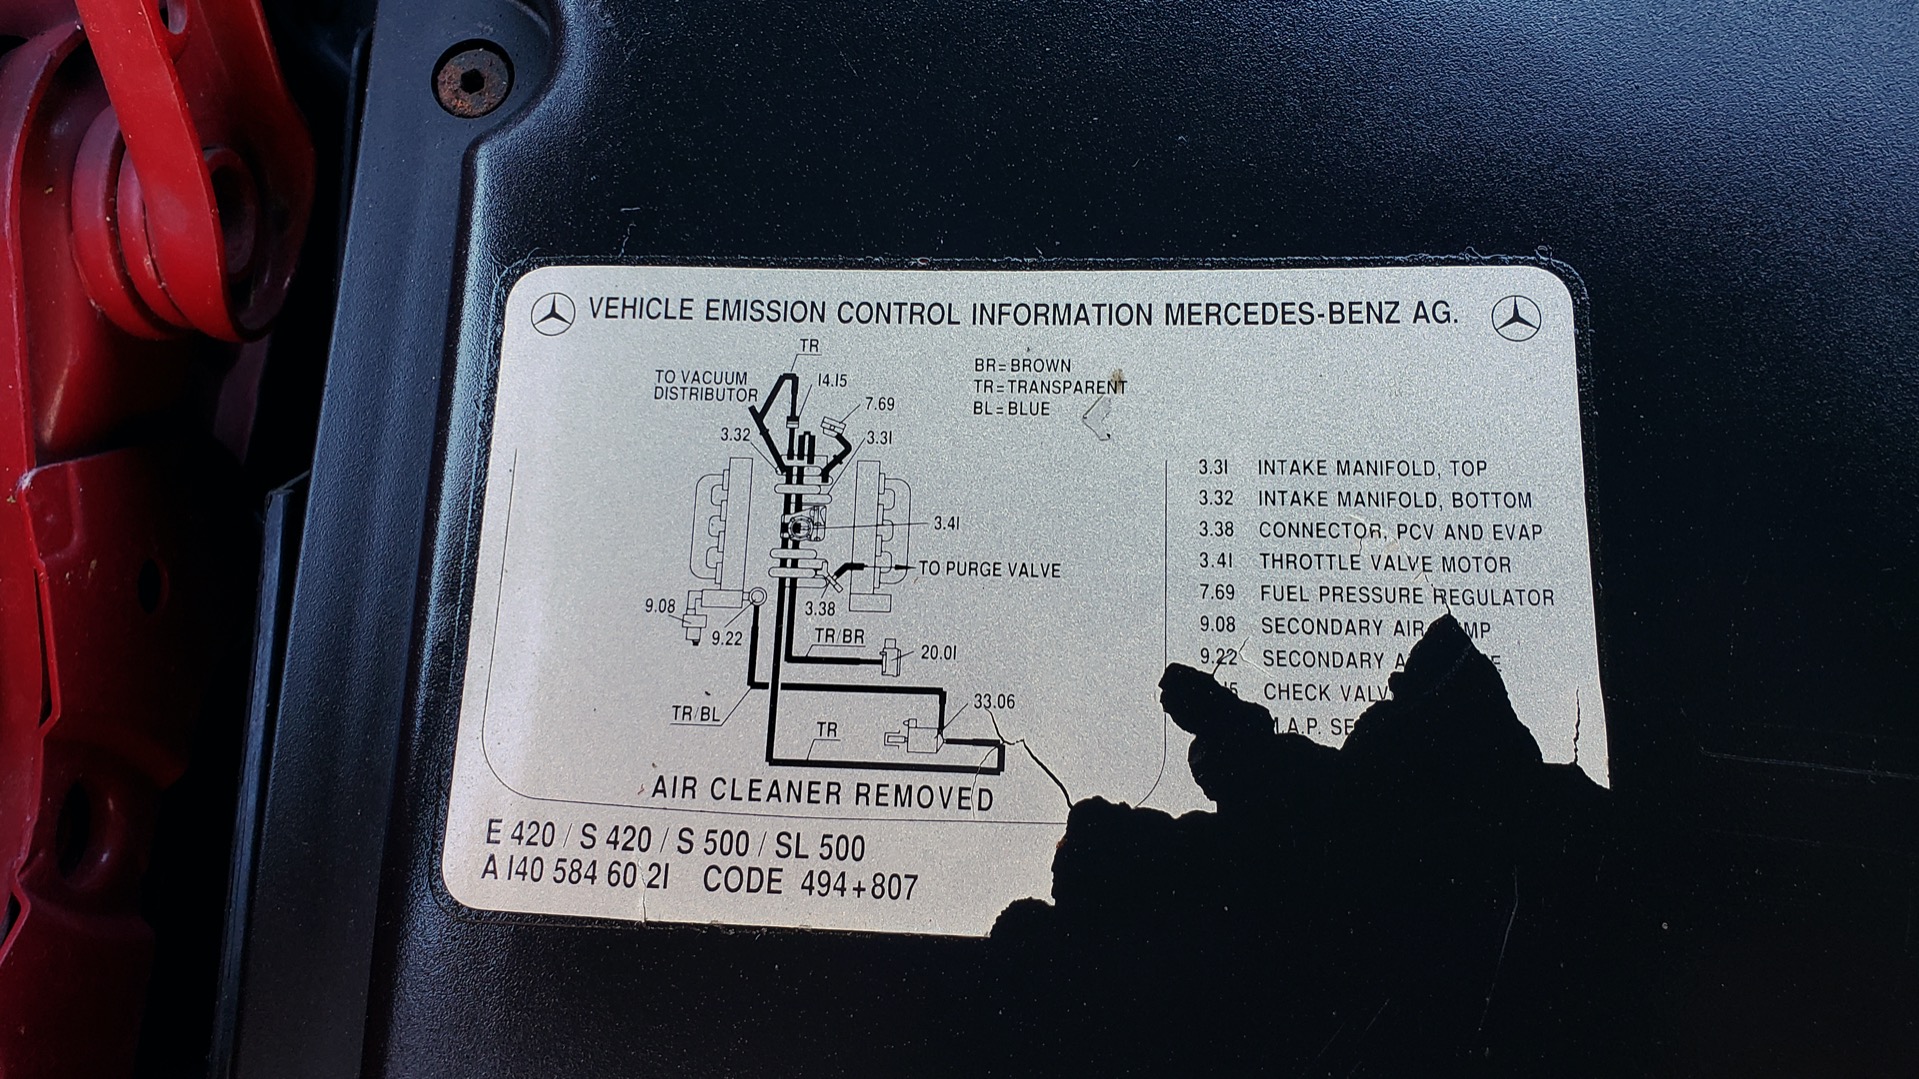 VEHICLE EMISSION CONTROL INFORMATION MERCEDES-BENZ AG.
TR
TO VACUUM
DISTRIBUTOR
14.15
7.69
3.32
3.31
BR=BROWN
TR=TRANSPARENT
BL=BLUE
3.41
TO PURGE VALVE
3.38
9.08
9.22
TR/BR
20.01
TR/BL
33.06
TR
AIR CLEANER REMOVED
3.31 INTAKE MANIFOLD, TOP
3.32 INTAKE MANIFOLD, BOTTOM
3.38 CONNECTOR, PCV AND EVAP
3.41 THROTTLE VALVE MOTOR
7.69 FUEL PRESSURE REGULATOR
9.08 SECONDARY AIR
9.22 SECONDARY
CHECK
M.A.P.
E 420 / S 420 / S 500 / SL 500
A 140 584 60 21 CODE 494+807